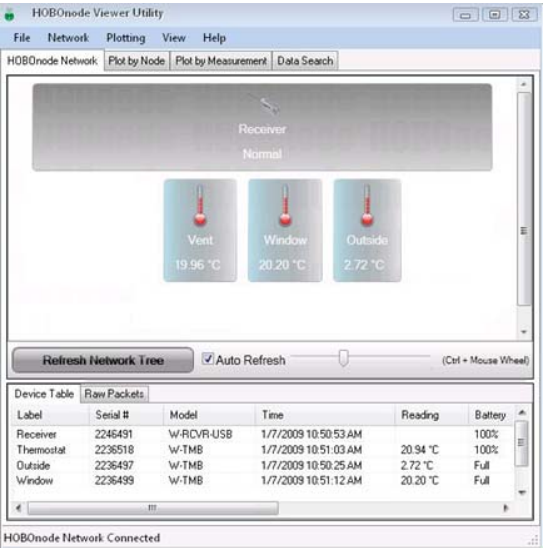 HOBOnode Viewer Utility
File Network Plotting View Help
HOBOnode Network Plot by Node Plot by Measurement Data Search
Receiver
Normal
Vent Window Outside
19.96 °C 20.20 °C 2.72 °C
Refresh Network Tree Auto Refresh (Ctrl + Mouse Wheel)
Device Table Raw Packets
Label Serial # Model Time Reading Battery
Receiver 2246491 W-RCVR-USB 1/7/2009 10:50:53 AM 100%
Thermostat 2236518 W-TMB 1/7/2009 10:51:03 AM 20.94 °C 100%
Outside 2236497 W-TMB 1/7/2009 10:50:25 AM 2.72 °C Full
Window 2236499 W-TMB 1/7/2009 10:51:12 AM 20.20 °C Full
HOBOnode Network Connected